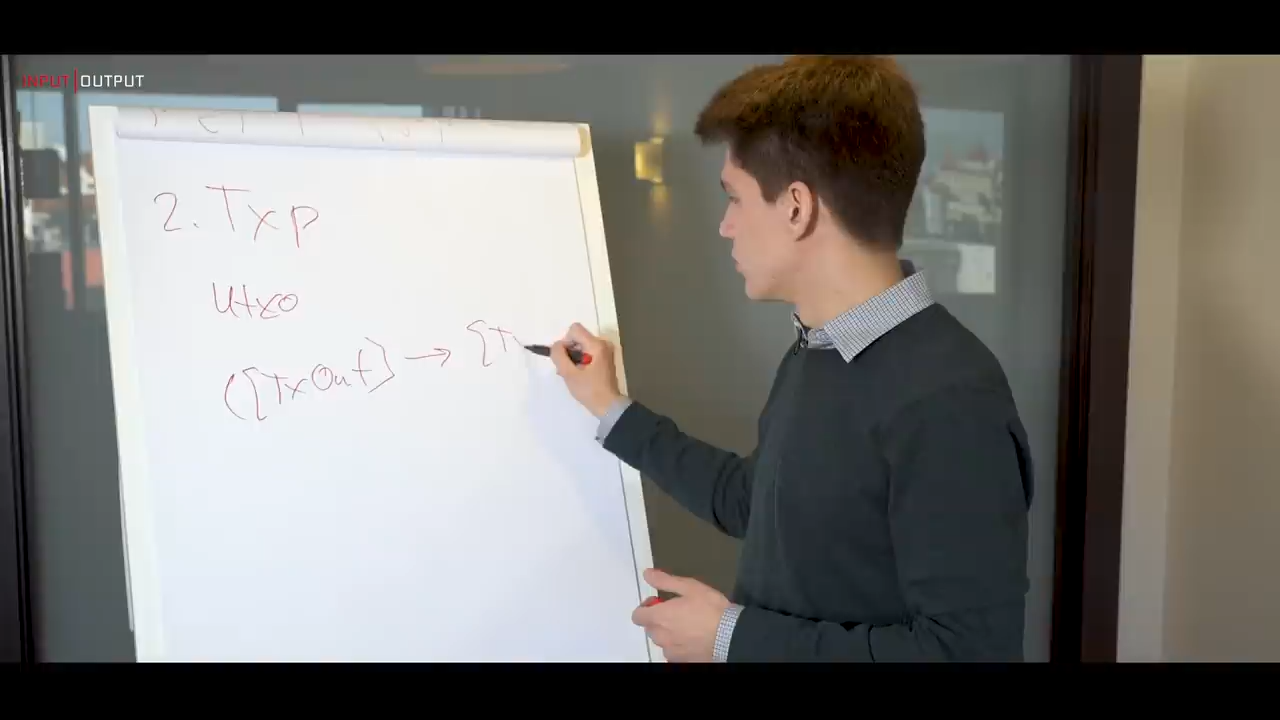 INPUT|OUTPUT
2. Txp
utxo
([TxOut] → [T